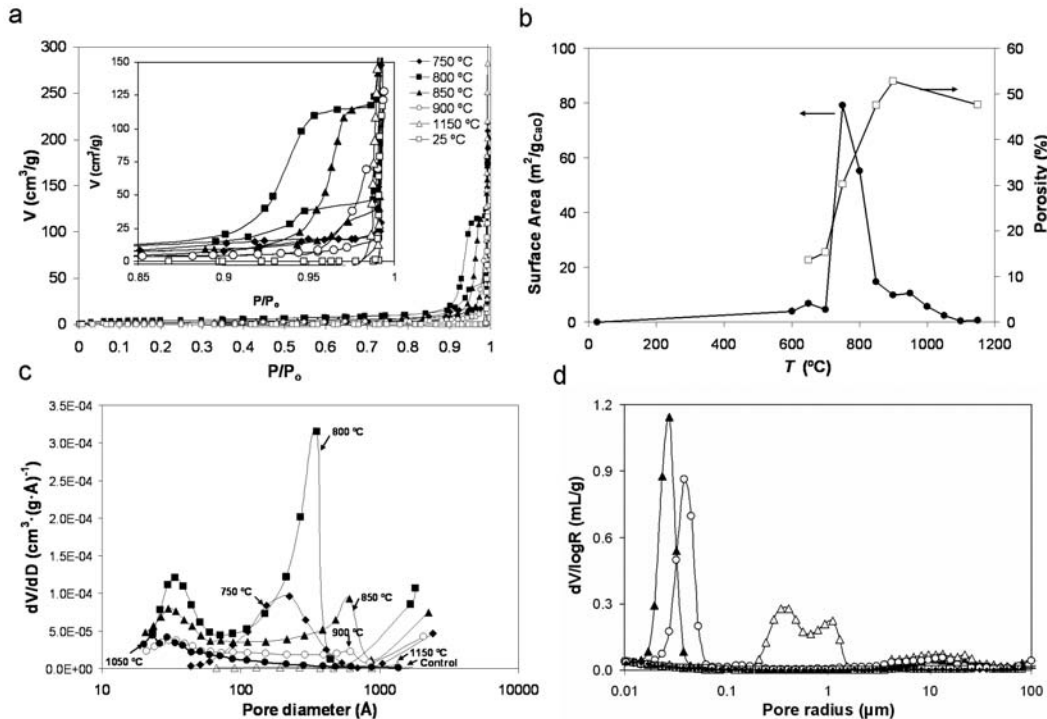 a
300
250
200
150
100
50
0
V (cm³/g)
0 0.1 0.2 0.3 0.4 0.5 0.6 0.7 0.8 0.9 1
P/Pₒ
150
125
100
75
50
25
0
V (cm³/g)
0.85 0.9 0.95 1
P/Pₒ
750 ºC
800 ºC
850 ºC
900 ºC
1150 ºC
25 ºC
b
100
80
60
40
20
0
Surface Area (m²/gCaO)
0 200 400 600 800 1000 1200
T (ºC)
60
50
40
30
20
10
0
Porosity (%)
c
3.5E-04
3.0E-04
2.5E-04
2.0E-04
1.5E-04
1.0E-04
5.0E-05
0.0E+00
dV/dD (cm³·(g·A)⁻¹)
800 ºC
750 ºC
850 ºC
900 ºC
1150 ºC
Control
1050 ºC
10 100 1000 10000
Pore diameter (Å)
d
1.2
0.9
0.6
0.3
0.0
dV/logR (mL/g)
0.01 0.1 1 10 100
Pore radius (µm)